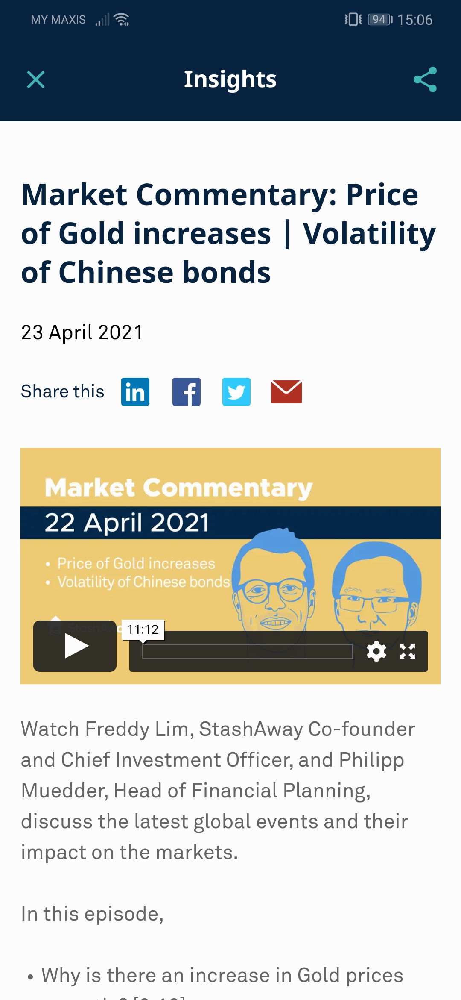 MY MAXIS
94 15:06
Insights
Market Commentary: Price
of Gold increases | Volatility
of Chinese bonds
23 April 2021
Share this
in
f
Market Commentary
22 April 2021
• Price of Gold increases
• Volatility of Chinese bonds
11:12
Watch Freddy Lim, StashAway Co-founder
and Chief Investment Officer, and Philipp
Muedder, Head of Financial Planning,
discuss the latest global events and their
impact on the markets.
In this episode,
• Why is there an increase in Gold prices